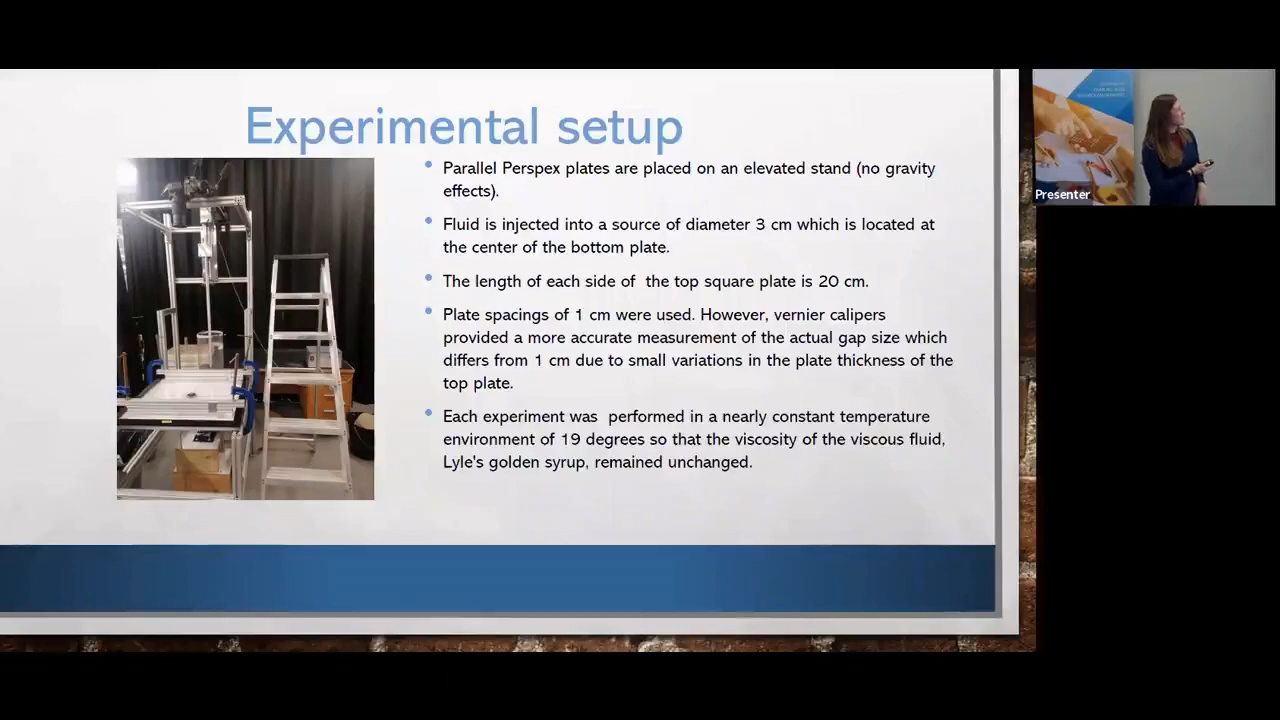 Experimental setup
Parallel Perspex plates are placed on an elevated stand (no gravity
effects).
Fluid is injected into a source of diameter 3 cm which is located at
the center of the bottom plate.
The length of each side of the top square plate is 20 cm.
Plate spacings of 1 cm were used. However, vernier calipers
provided a more accurate measurement of the actual gap size which
differs from 1 cm due to small variations in the plate thickness of the
top plate.
Each experiment was performed in a nearly constant temperature
environment of 19 degrees so that the viscosity of the viscous fluid,
Lyle's golden syrup, remained unchanged.
Presenter